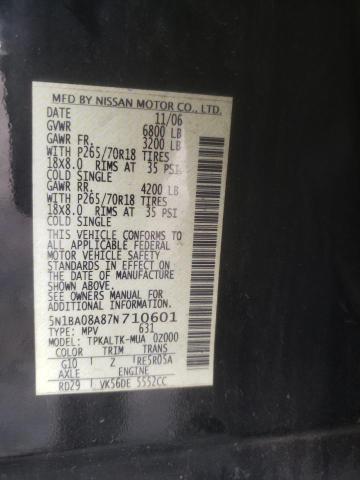 MFD BY NISSAN MOTOR CO., LTD.
DATE 11/06
GVWR 6800 LB
GAWR FR. 3200 LB
WITH P265/70R18 TIRES
18X8.0 RIMS AT 35 PSI
COLD SINGLE
GAWR RR. 4200 LB
WITH P265/70R18 TIRES
18X8.0 RIMS AT 35 PSI
COLD SINGLE
THIS VEHICLE CONFORMS TO
ALL APPLICABLE FEDERAL
MOTOR VEHICLE SAFETY
STANDARDS IN EFFECT ON
THE DATE OF MANUFACTURE
SHOWN ABOVE.
SEE OWNERS MANUAL FOR
ADDITIONAL INFORMATION.
5N1BA08A87N710601
TYPE: MPV 631
MODEL: TPKALTK-MUA 02000
COLOR TRIM TRANS
G10 Z RE5R05A
AXLE ENGINE
RD29 VK56DE 5552CC